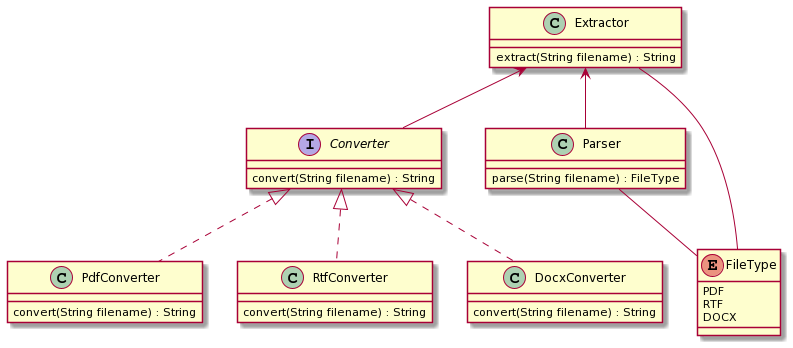 C Extractor
extract(String filename) : String
I Converter
convert(String filename) : String
C Parser
parse(String filename) : FileType
C PdfConverter
convert(String filename) : String
C RtfConverter
convert(String filename) : String
C DocxConverter
convert(String filename) : String
E FileType
PDF
RTF
DOCX